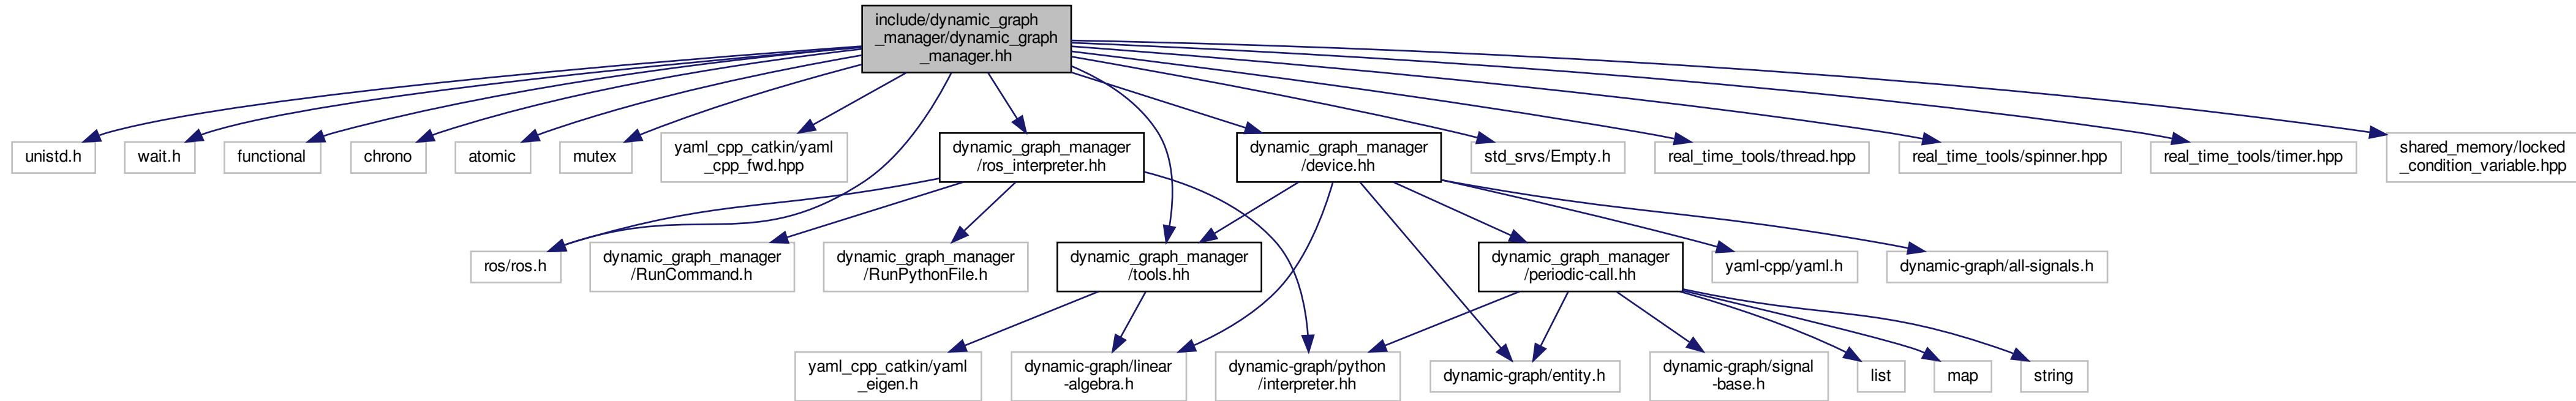 include/dynamic_graph
_manager/dynamic_graph
_manager.hh
unistd.h
wait.h
functional
chrono
atomic
mutex
yaml_cpp_catkin/yaml
_cpp_fwd.hpp
dynamic_graph_manager
/ros_interpreter.hh
dynamic_graph_manager
/device.hh
std_srvs/Empty.h
real_time_tools/thread.hpp
real_time_tools/spinner.hpp
real_time_tools/timer.hpp
shared_memory/locked
_condition_variable.hpp
ros/ros.h
dynamic_graph_manager
/RunCommand.h
dynamic_graph_manager
/RunPythonFile.h
dynamic_graph_manager
/tools.hh
dynamic_graph_manager
/periodic-call.hh
yaml-cpp/yaml.h
dynamic-graph/all-signals.h
yaml_cpp_catkin/yaml
_eigen.h
dynamic-graph/linear
-algebra.h
dynamic-graph/python
/interpreter.hh
dynamic-graph/entity.h
dynamic-graph/signal
-base.h
list
map
string